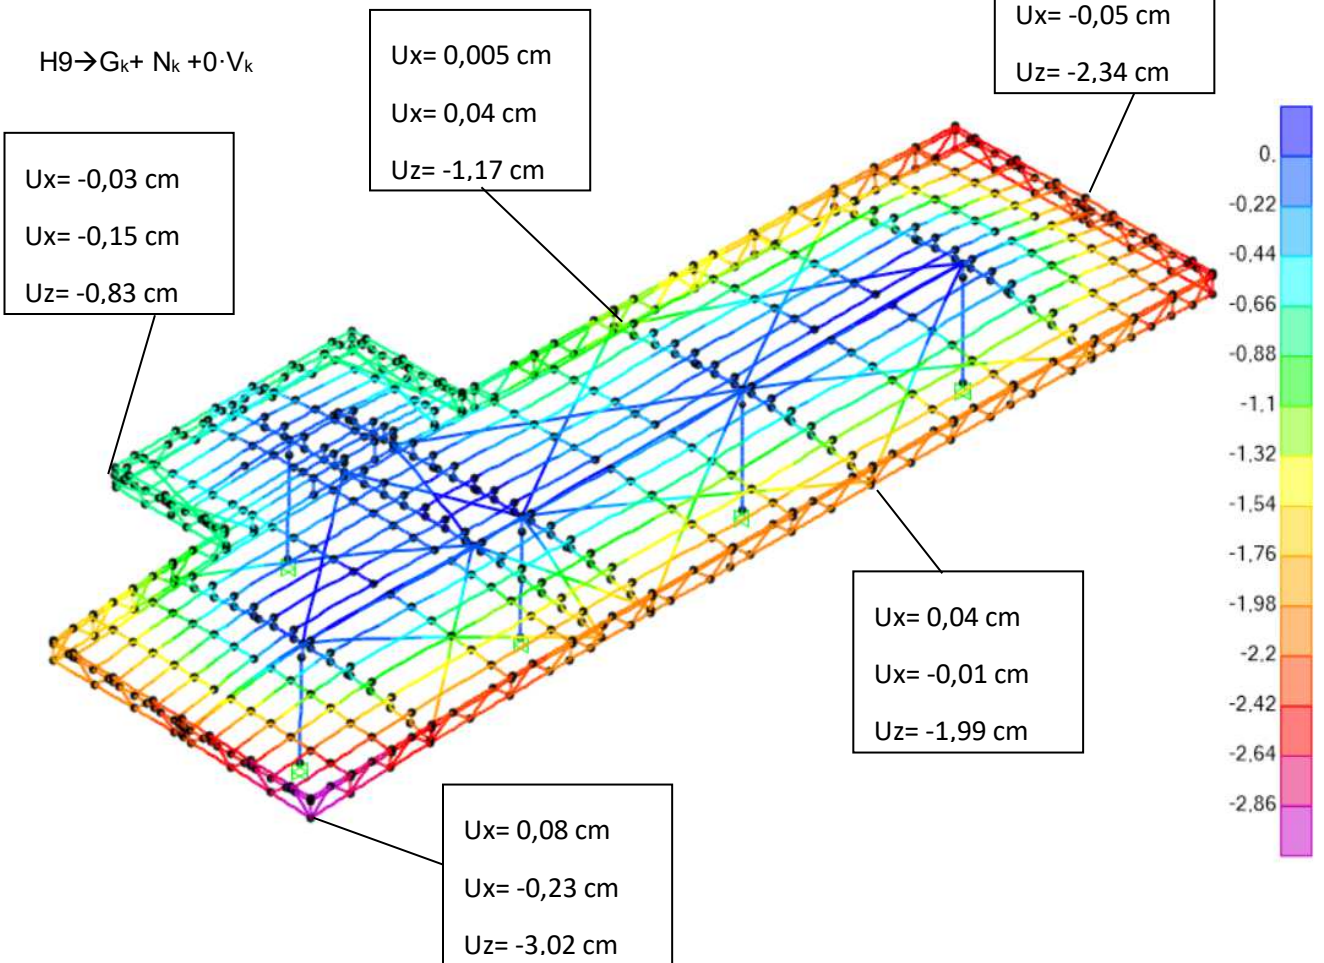 H9→Gk+ Nk +0·Vk
Ux= -0,03 cm
Ux= -0,15 cm
Uz= -0,83 cm
Ux= 0,005 cm
Ux= 0,04 cm
Uz= -1,17 cm
Ux= -0,05 cm
Uz= -2,34 cm
Ux= 0,04 cm
Ux= -0,01 cm
Uz= -1,99 cm
Ux= 0,08 cm
Ux= -0,23 cm
Uz= -3,02 cm
0.
-0.22
-0.44
-0.66
-0.88
-1.1
-1.32
-1.54
-1.76
-1.98
-2.2
-2.42
-2.64
-2.86